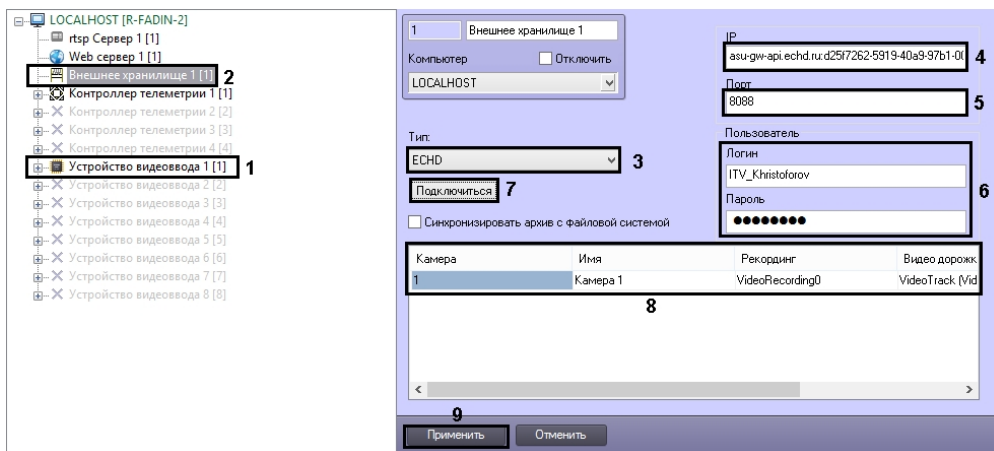 LOCALHOST [R-FADIN-2]
rtsp Сервер 1 [1]
Web сервер 1 [1]
Внешнее хранилище 1 [1] 2
Контроллер телеметрии 1 [1]
Контроллер телеметрии 2 [2]
Контроллер телеметрии 3 [3]
Контроллер телеметрии 4 [4]
Устройство видеоввода 1 [1] 1
Устройство видеоввода 2 [2]
Устройство видеоввода 3 [3]
Устройство видеоввода 4 [4]
Устройство видеоввода 5 [5]
Устройство видеоввода 6 [6]
Устройство видеоввода 7 [7]
Устройство видеоввода 8 [8]
1 Внешнее хранилище 1
Компьютер Отключить
LOCALHOST
Тип:
ECHD 3
Подключиться 7
Синхронизировать архив с файловой системой
IP
asu-gw-api.echd.ru:d25f7262-5919-40a9-97b1-0( 4
Порт
8088 5
Пользователь
Логин
ITV_Khristoforov
6
Пароль
●●●●●●●●
Камера Имя Рекординг Видео дорожк
1 Камера 1 VideoRecording0 VideoTrack (Vid
8
9
Применить Отменить